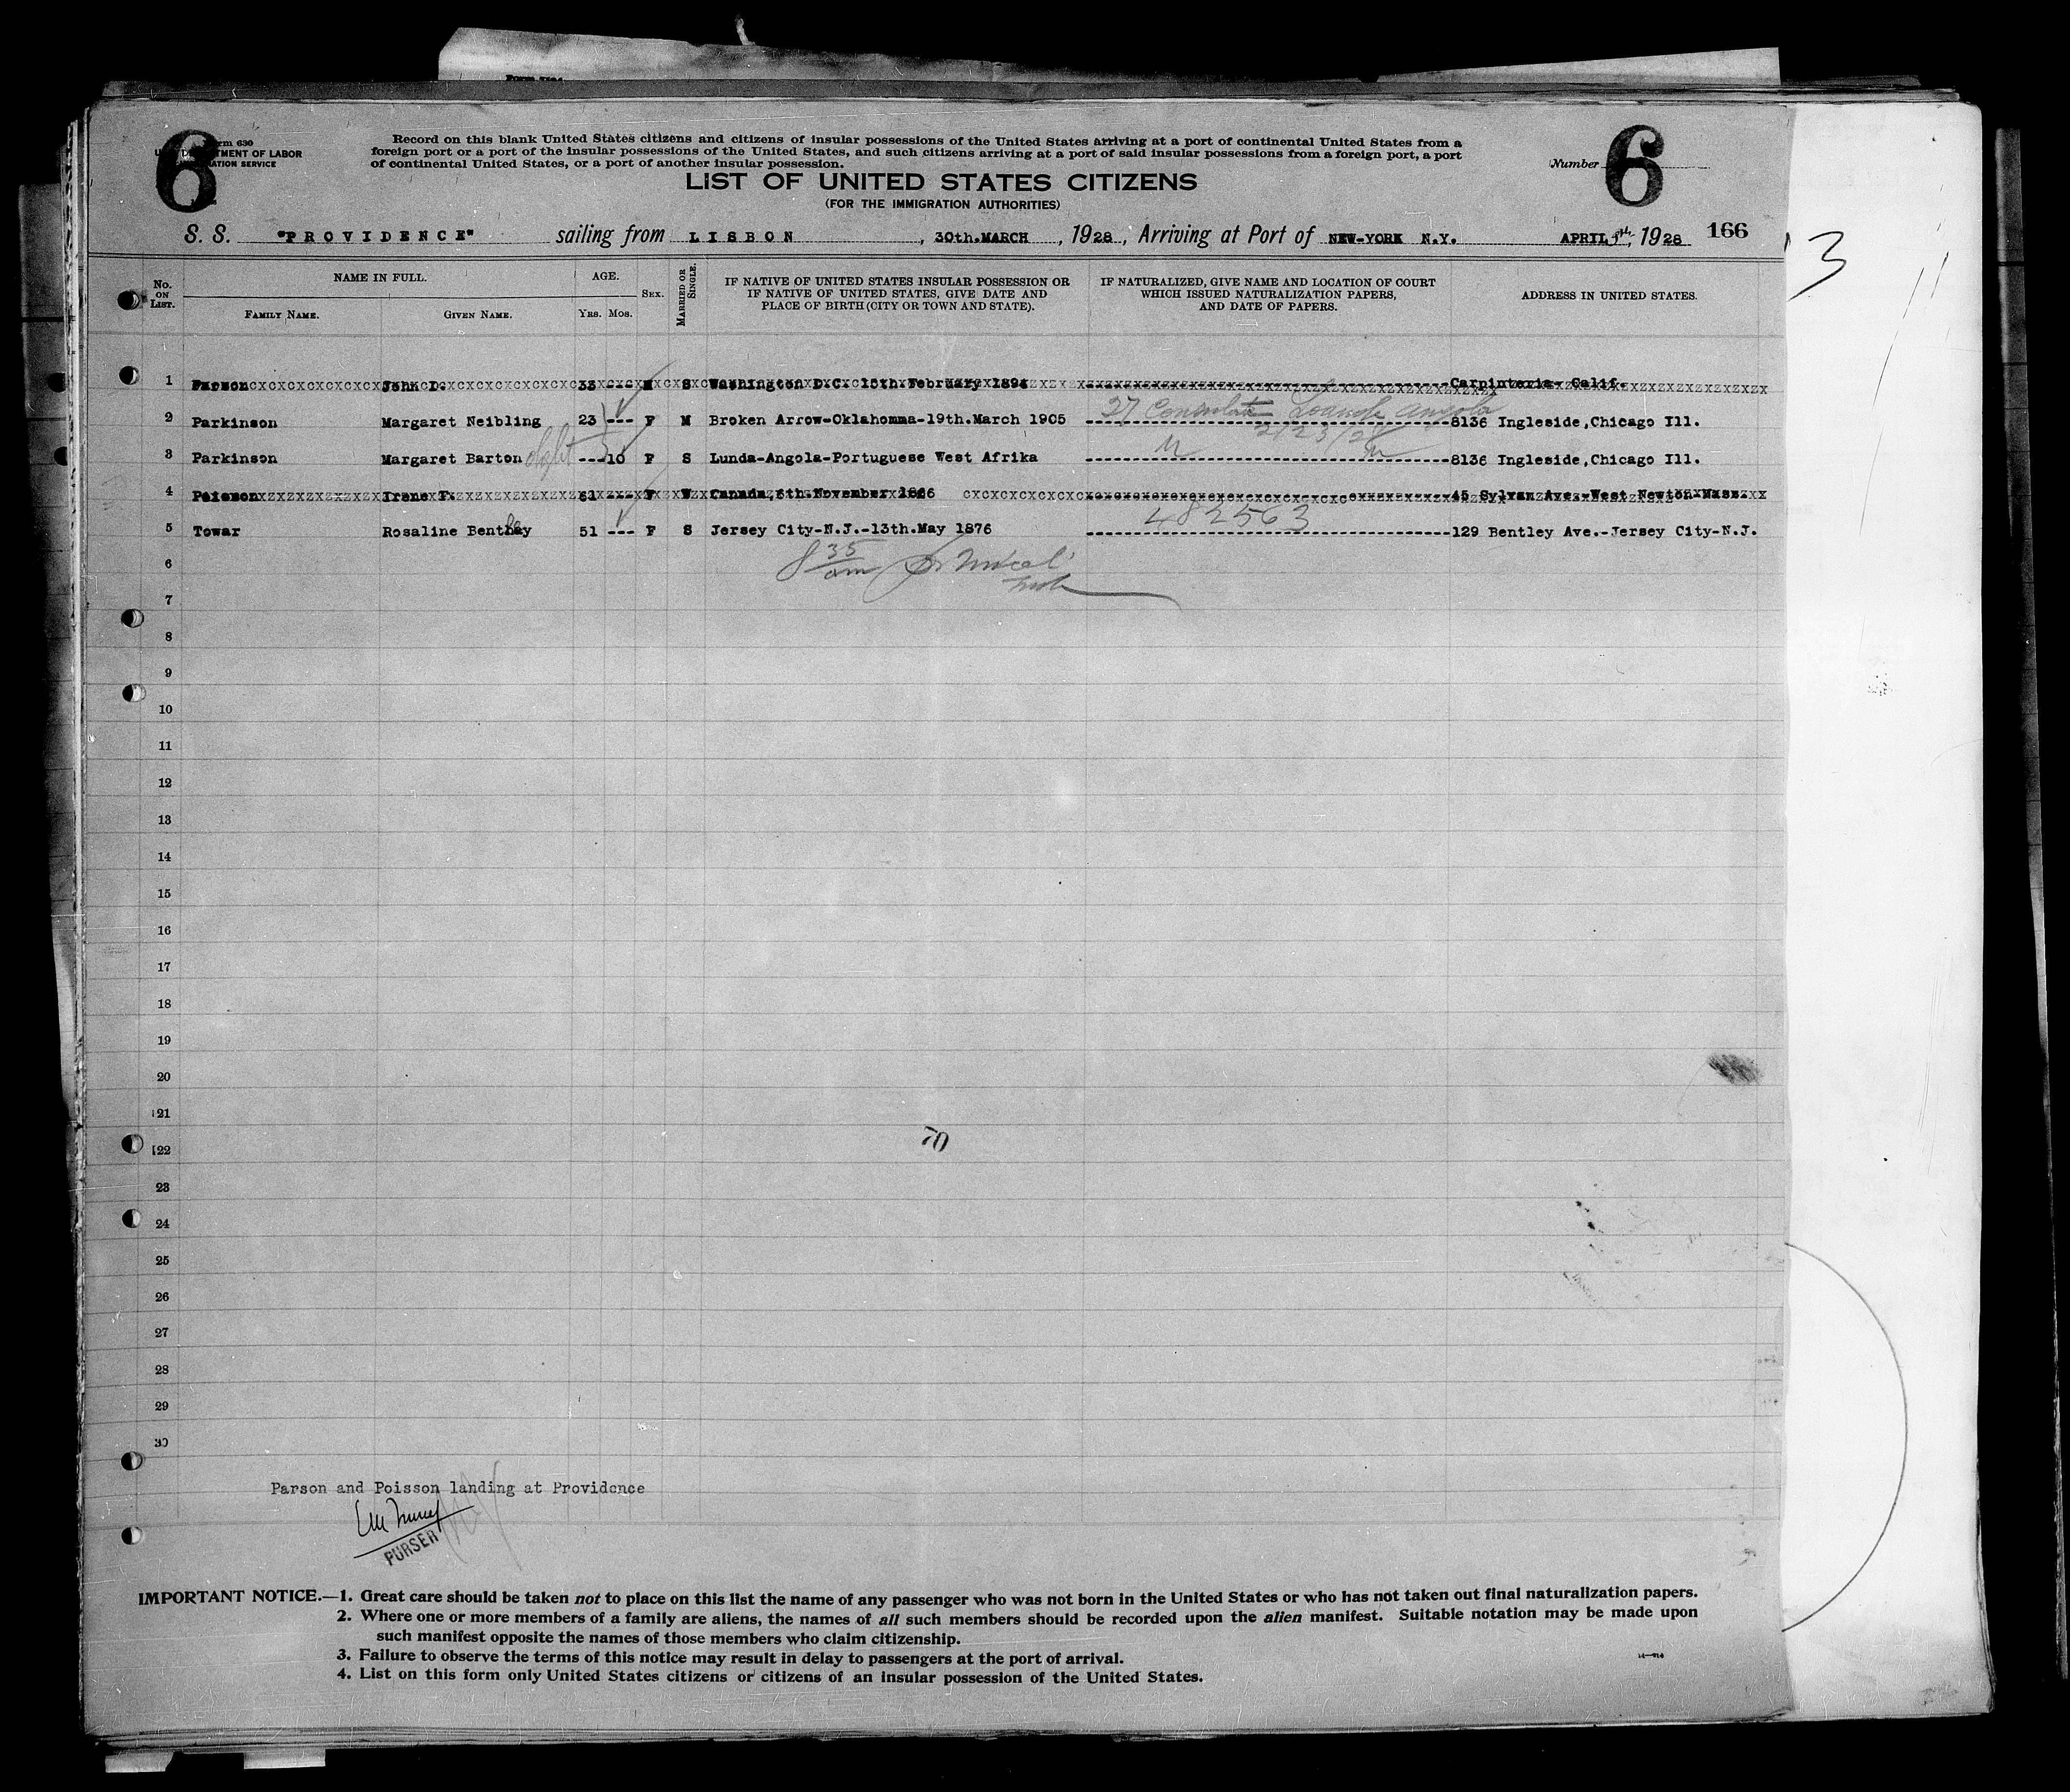 Form 630
U. S. DEPARTMENT OF LABOR
IMMIGRATION SERVICE
6
Record on this blank United States citizens and citizens of insular possessions of the United States arriving at a port of continental United States from a
foreign port or a port of the insular possessions of the United States, and such citizens arriving at a port of said insular possessions from a foreign port, a port
of continental United States, or a port of another insular possession.
Number 6
LIST OF UNITED STATES CITIZENS
(FOR THE IMMIGRATION AUTHORITIES)
S. S. "PROVIDENCE" sailing from LISBON, 30th.MARCH, 1928, Arriving at Port of NEW-YORK N.Y. APRIL, 1928 166
3
No. ON LIST. NAME IN FULL. FAMILY NAME. GIVEN NAME. AGE. YRS. MOS. SEX. MARRIED OR SINGLE. IF NATIVE OF UNITED STATES INSULAR POSSESSION OR IF NATIVE OF UNITED STATES, GIVE DATE AND PLACE OF BIRTH (CITY OR TOWN AND STATE). IF NATURALIZED, GIVE NAME AND LOCATION OF COURT WHICH ISSUED NATURALIZATION PAPERS, AND DATE OF PAPERS. ADDRESS IN UNITED STATES.
1 Parson John D. 33 --- M S Washington D.C. 15th February 1894 Carpinteria- Calif.
27 Consulate Loanda Angola
2 Parkinson Margaret Neibling 23 --- F M Broken Arrow-Oklahomma-19th.March 1905 8136 Ingleside,Chicago Ill.
2/23/28
3 Parkinson Margaret Barton --- 10 F S Lunda-Angola-Portuguese West Afrika 8136 Ingleside,Chicago Ill.
4 Poisson Irene F. 61 --- F W Canada 6th November 1866 45 Sylvan Ave.-West Newton-Mass.
482563
5 Towar Rosaline Benthay 51 --- F S Jersey City-N.J.-13th.May 1876 129 Bentley Ave.-Jersey City-N.J.
8 35 am
6
7
8
9
10
11
12
13
14
15
16
17
18
19
20
21
22
70
23
24
25
26
27
28
29
30
Parson and Poisson landing at Providence
PURSER
IMPORTANT NOTICE.—1. Great care should be taken not to place on this list the name of any passenger who was not born in the United States or who has not taken out final naturalization papers.
2. Where one or more members of a family are aliens, the names of all such members should be recorded upon the alien manifest. Suitable notation may be made upon
such manifest opposite the names of those members who claim citizenship.
3. Failure to observe the terms of this notice may result in delay to passengers at the port of arrival.
4. List on this form only United States citizens or citizens of an insular possession of the United States.